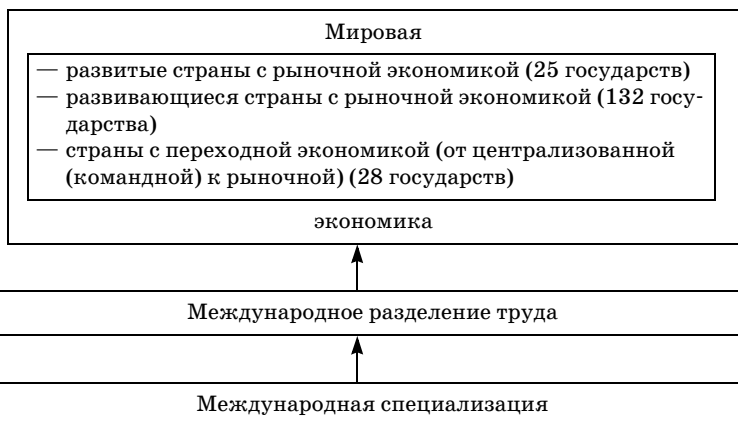 Мировая
— развитые страны с рыночной экономикой (25 государств)
— развивающиеся страны с рыночной экономикой (132 госу-
дарства)
— страны с переходной экономикой (от централизованной
(командной) к рыночной) (28 государств)
экономика
Международное разделение труда
Международная специализация